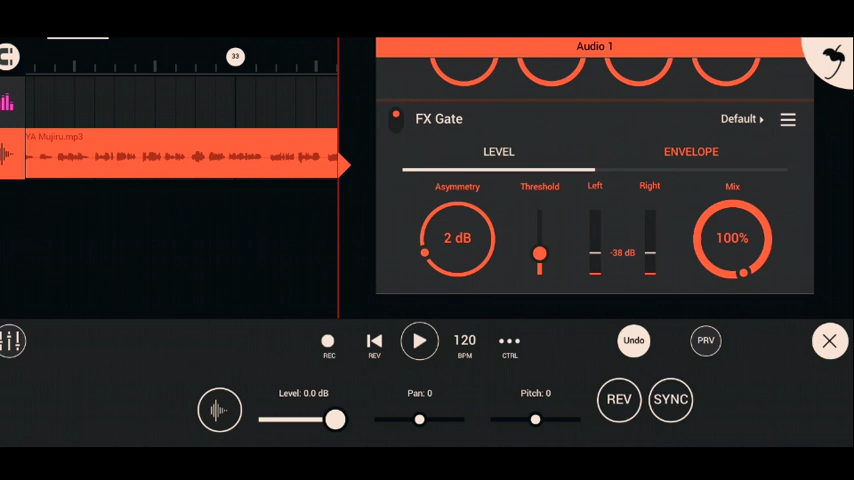 Audio 1
33
YA Mujiru.mp3
FX Gate
Default
LEVEL
ENVELOPE
Asymmetry
Threshold
Left
Right
Mix
2 dB
-38 dB
100%
REC
REV
120
BPM
CTRL
Undo
PRV
Level: 0.0 dB
Pan: 0
Pitch: 0
REV
SYNC